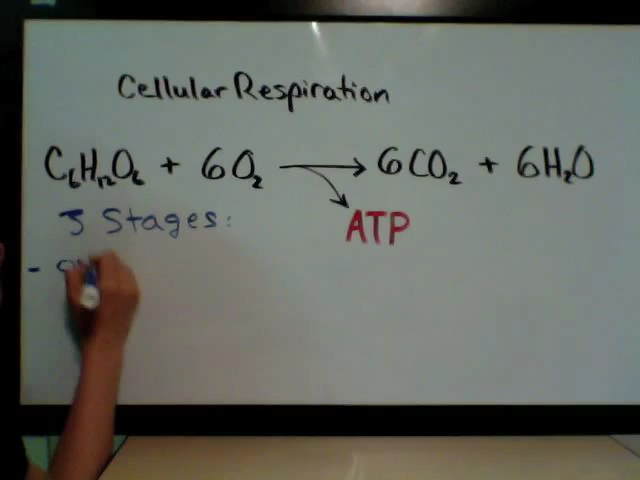 Cellular Respiration
C₆H₁₂O₆ + 6O₂ → 6CO₂ + 6H₂O
ATP
3 Stages:
-